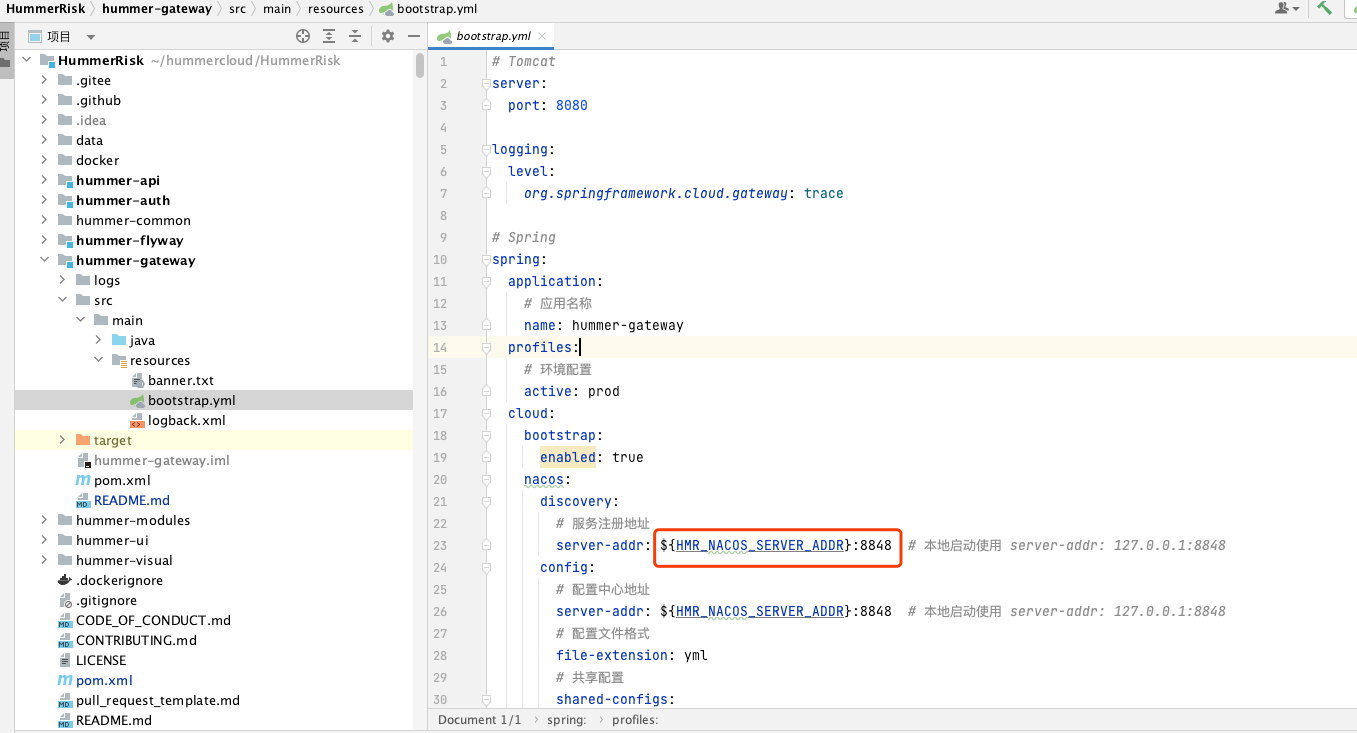 HummerRisk hummer-gateway src main resources bootstrap.yml
项目
项目
bootstrap.yml
HummerRisk ~/hummercloud/HummerRisk
.gitee
.github
.idea
data
docker
hummer-api
hummer-auth
hummer-common
hummer-flyway
hummer-gateway
logs
src
main
java
resources
banner.txt
bootstrap.yml
logback.xml
target
hummer-gateway.iml
pom.xml
README.md
hummer-modules
hummer-ui
hummer-visual
.dockerignore
.gitignore
CODE_OF_CONDUCT.md
CONTRIBUTING.md
LICENSE
pom.xml
pull_request_template.md
README.md
1 # Tomcat
2 server:
3 port: 8080
4
5 logging:
6 level:
7 org.springframework.cloud.gateway: trace
8
9 # Spring
10 spring:
11 application:
12 # 应用名称
13 name: hummer-gateway
14 profiles:
15 # 环境配置
16 active: prod
17 cloud:
18 bootstrap:
19 enabled: true
20 nacos:
21 discovery:
22 # 服务注册地址
23 server-addr: ${HMR_NACOS_SERVER_ADDR}:8848 # 本地启动使用 server-addr: 127.0.0.1:8848
24 config:
25 # 配置中心地址
26 server-addr: ${HMR_NACOS_SERVER_ADDR}:8848 # 本地启动使用 server-addr: 127.0.0.1:8848
27 # 配置文件格式
28 file-extension: yml
29 # 共享配置
30 shared-configs:
Document 1/1 spring: profiles: